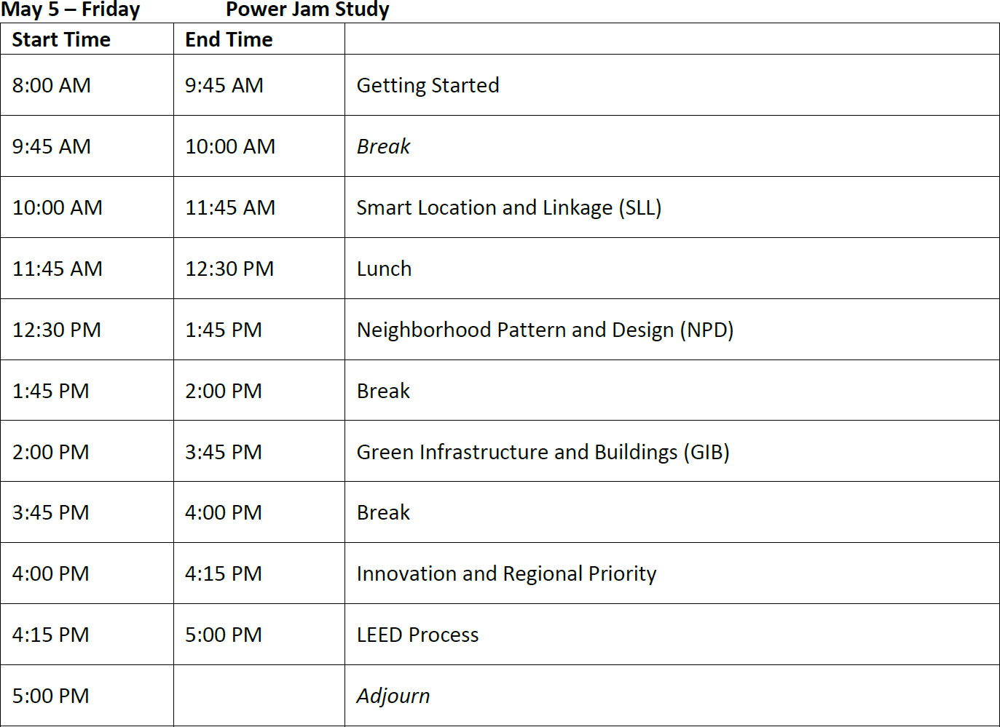 May 5 – Friday Power Jam Study
Start Time End Time
8:00 AM 9:45 AM Getting Started
9:45 AM 10:00 AM Break
10:00 AM 11:45 AM Smart Location and Linkage (SLL)
11:45 AM 12:30 PM Lunch
12:30 PM 1:45 PM Neighborhood Pattern and Design (NPD)
1:45 PM 2:00 PM Break
2:00 PM 3:45 PM Green Infrastructure and Buildings (GIB)
3:45 PM 4:00 PM Break
4:00 PM 4:15 PM Innovation and Regional Priority
4:15 PM 5:00 PM LEED Process
5:00 PM Adjourn